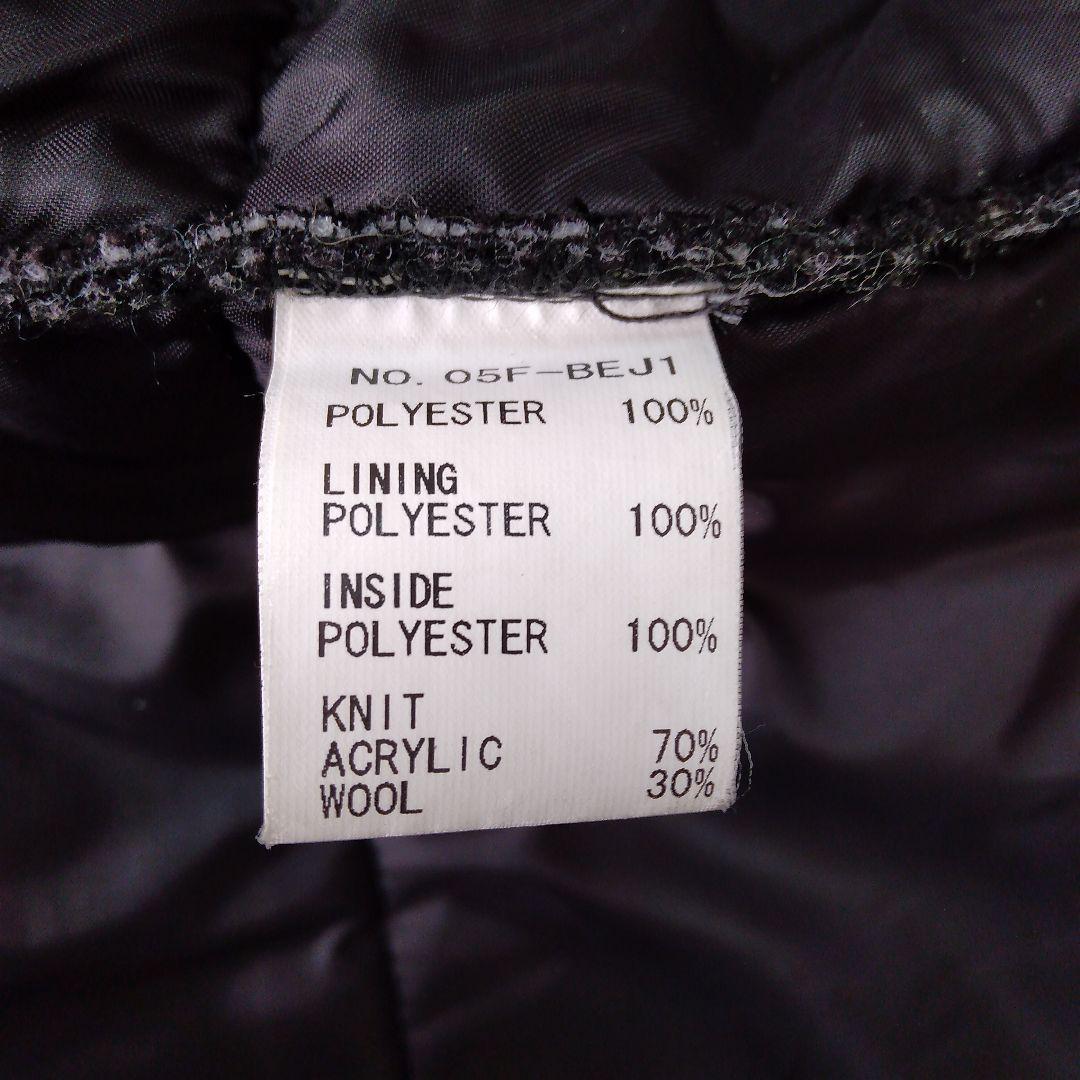 NO. 05F-BEJ1
POLYESTER 100%
LINING
POLYESTER 100%
INSIDE
POLYESTER 100%
KNIT
ACRYLIC 70%
WOOL 30%